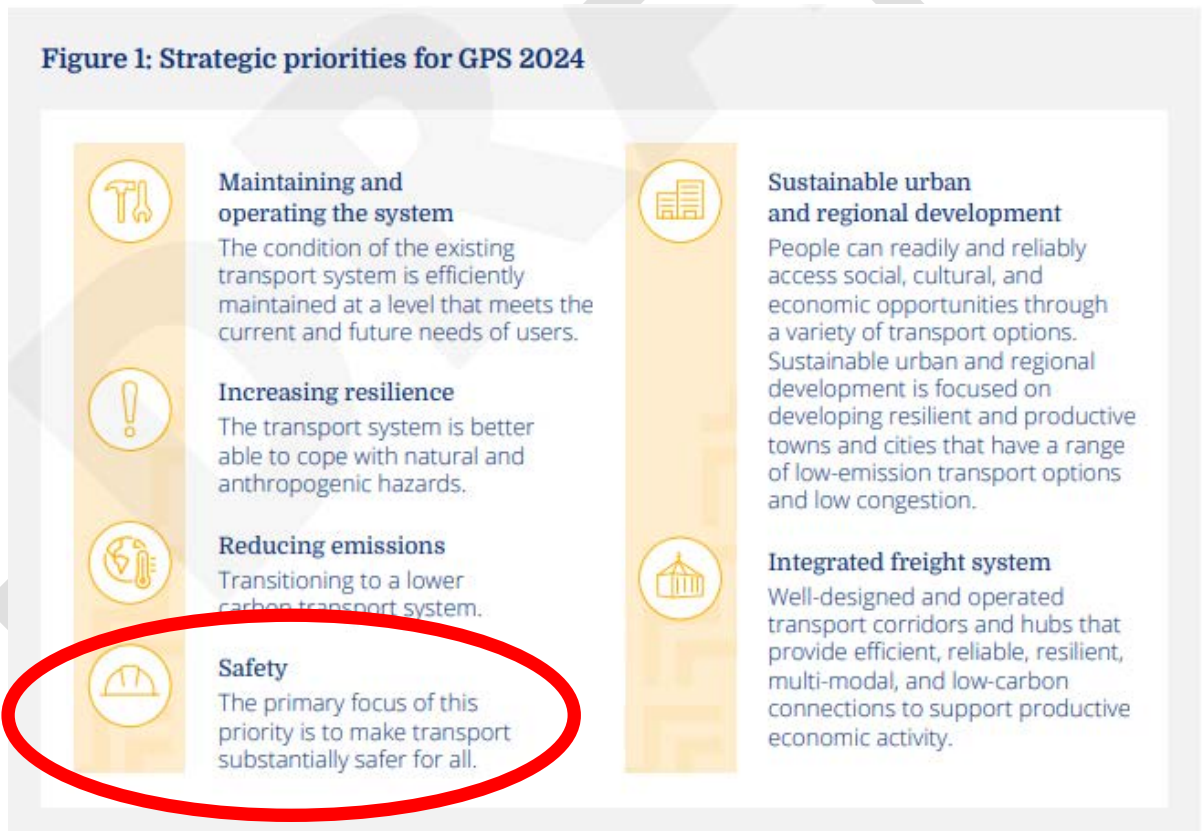 Figure 1: Strategic priorities for GPS 2024
Maintaining and
operating the system
The condition of the existing
transport system is efficiently
maintained at a level that meets the
current and future needs of users.
Increasing resilience
The transport system is better
able to cope with natural and
anthropogenic hazards.
Reducing emissions
Transitioning to a lower
carbon transport system.
Safety
The primary focus of this
priority is to make transport
substantially safer for all.
Sustainable urban
and regional development
People can readily and reliably
access social, cultural, and
economic opportunities through
a variety of transport options.
Sustainable urban and regional
development is focused on
developing resilient and productive
towns and cities that have a range
of low-emission transport options
and low congestion.
Integrated freight system
Well-designed and operated
transport corridors and hubs that
provide efficient, reliable, resilient,
multi-modal, and low-carbon
connections to support productive
economic activity.